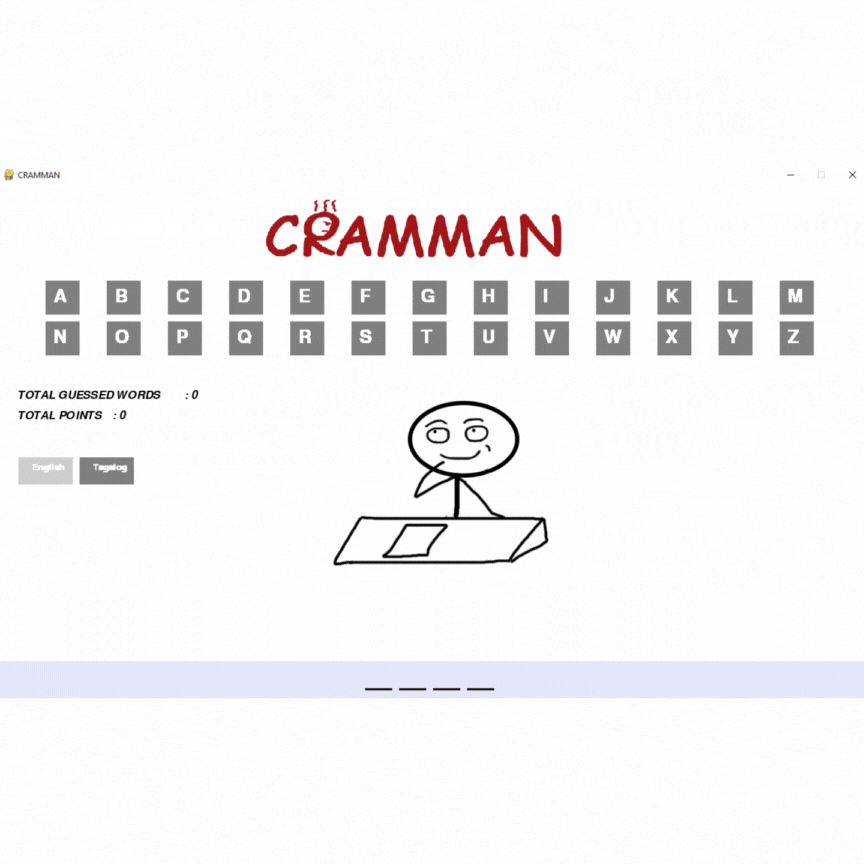 CRAMMAN
CRAMMAN
A B C D E F G H I J K L M
N O P Q R S T U V W X Y Z
TOTAL GUESSED WORDS : 0
TOTAL POINTS : 0
English Tagalog